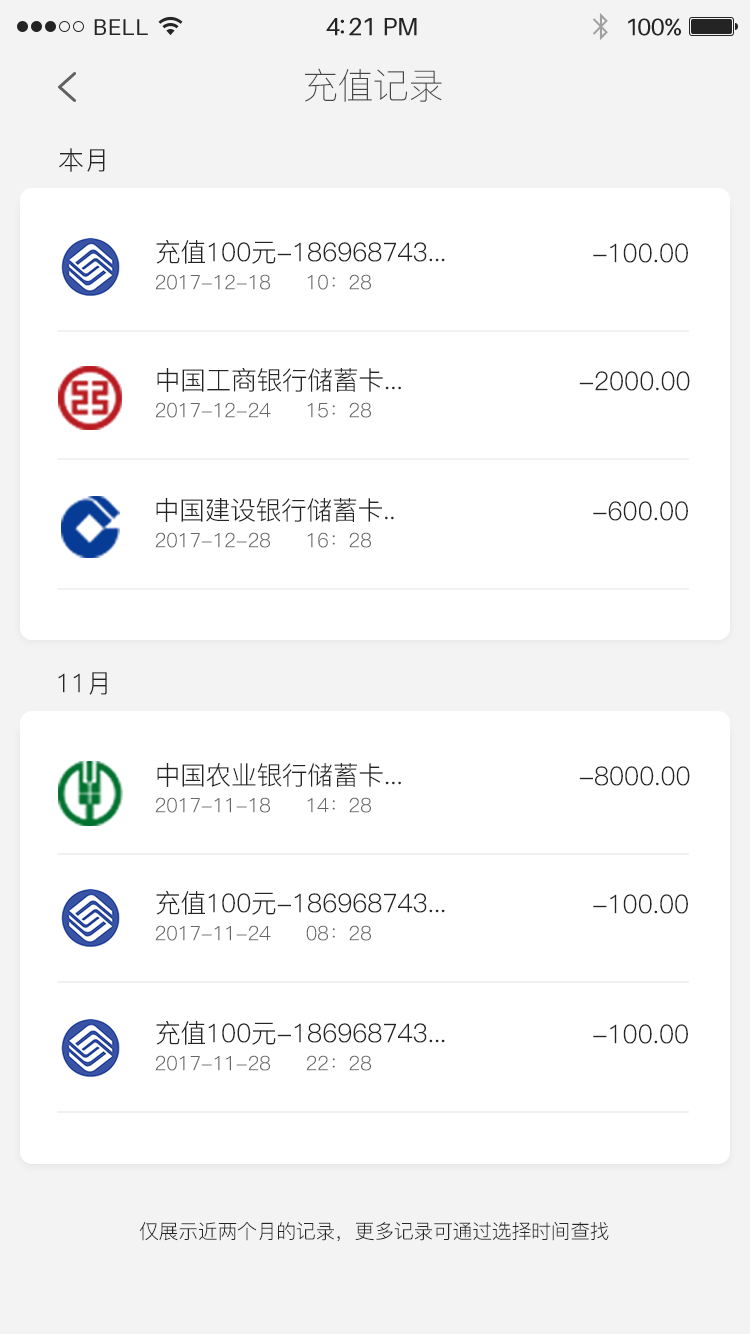 BELL 4:21 PM 100%
充值记录
本月
充值100元-186968743... -100.00
2017-12-18 10：28
中国工商银行储蓄卡... -2000.00
2017-12-24 15：28
中国建设银行储蓄卡.. -600.00
2017-12-28 16：28
11月
中国农业银行储蓄卡... -8000.00
2017-11-18 14：28
充值100元-186968743... -100.00
2017-11-24 08：28
充值100元-186968743... -100.00
2017-11-28 22：28
仅展示近两个月的记录，更多记录可通过选择时间查找